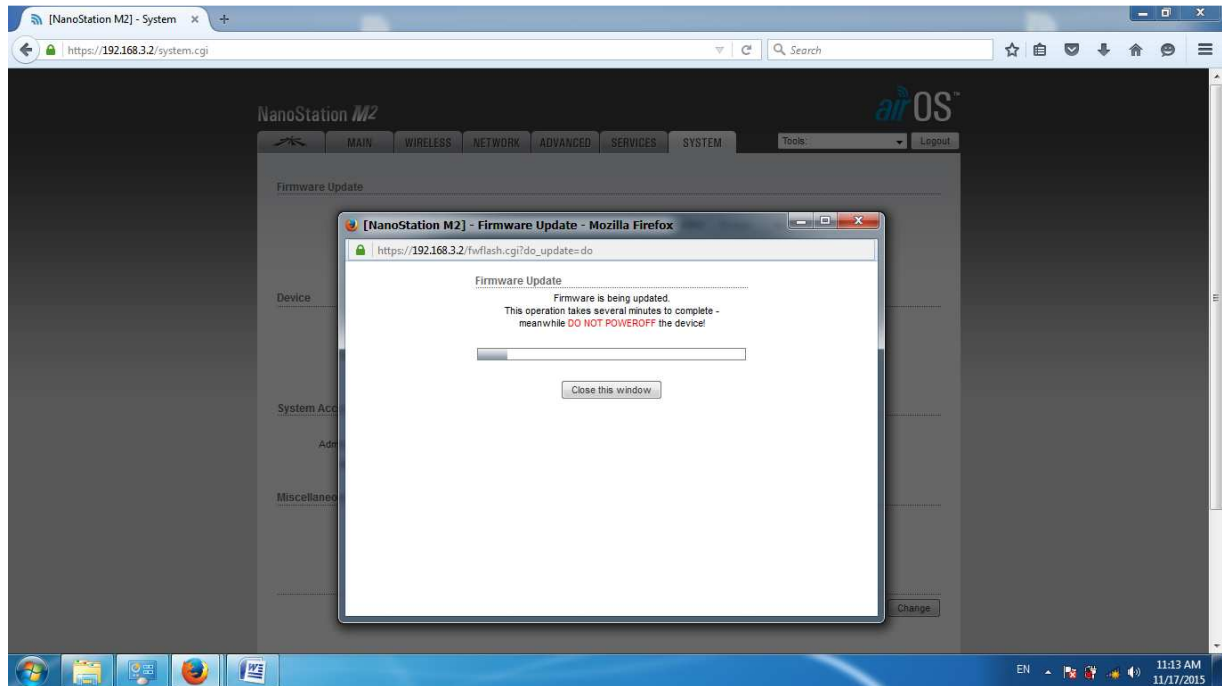 [NanoStation M2] - System
https://192.168.3.2/system.cgi
Search
NanoStation M2
airOS™
MAIN WIRELESS NETWORK ADVANCED SERVICES SYSTEM Tools: Logout
Firmware Update
[NanoStation M2] - Firmware Update - Mozilla Firefox
https://192.168.3.2/fwflash.cgi?do_update=do
Firmware Update
Firmware is being updated.
This operation takes several minutes to complete -
meanwhile DO NOT POWEROFF the device!
Close this window
Device
System Acc
Adm
Miscellaneo
Change
EN
11:13 AM
11/17/2015